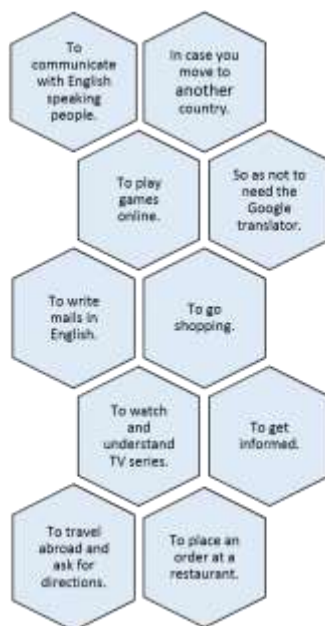 To
communicate
with English
speaking
people.
In case you
move to
another
country.
To play
games
online.
So as not to
need the
Google
translator.
To write
mails in
English.
To go
shopping.
To watch
and
understand
TV series.
To get
informed.
To travel
abroad and
ask for
directions.
To place an
order at a
restaurant.